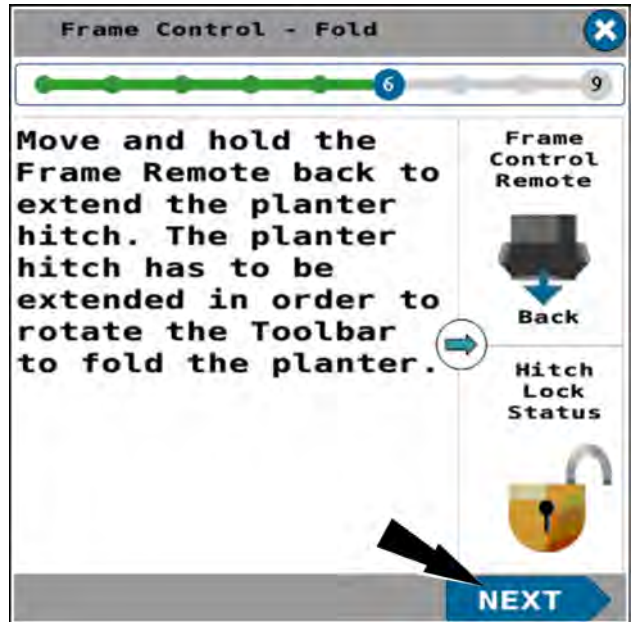 Frame Control - Fold
6
9
Move and hold the
Frame Remote back to
extend the planter
hitch. The planter
hitch has to be
extended in order to
rotate the Toolbar
to fold the planter.
Frame
Control
Remote
Back
Hitch
Lock
Status
NEXT